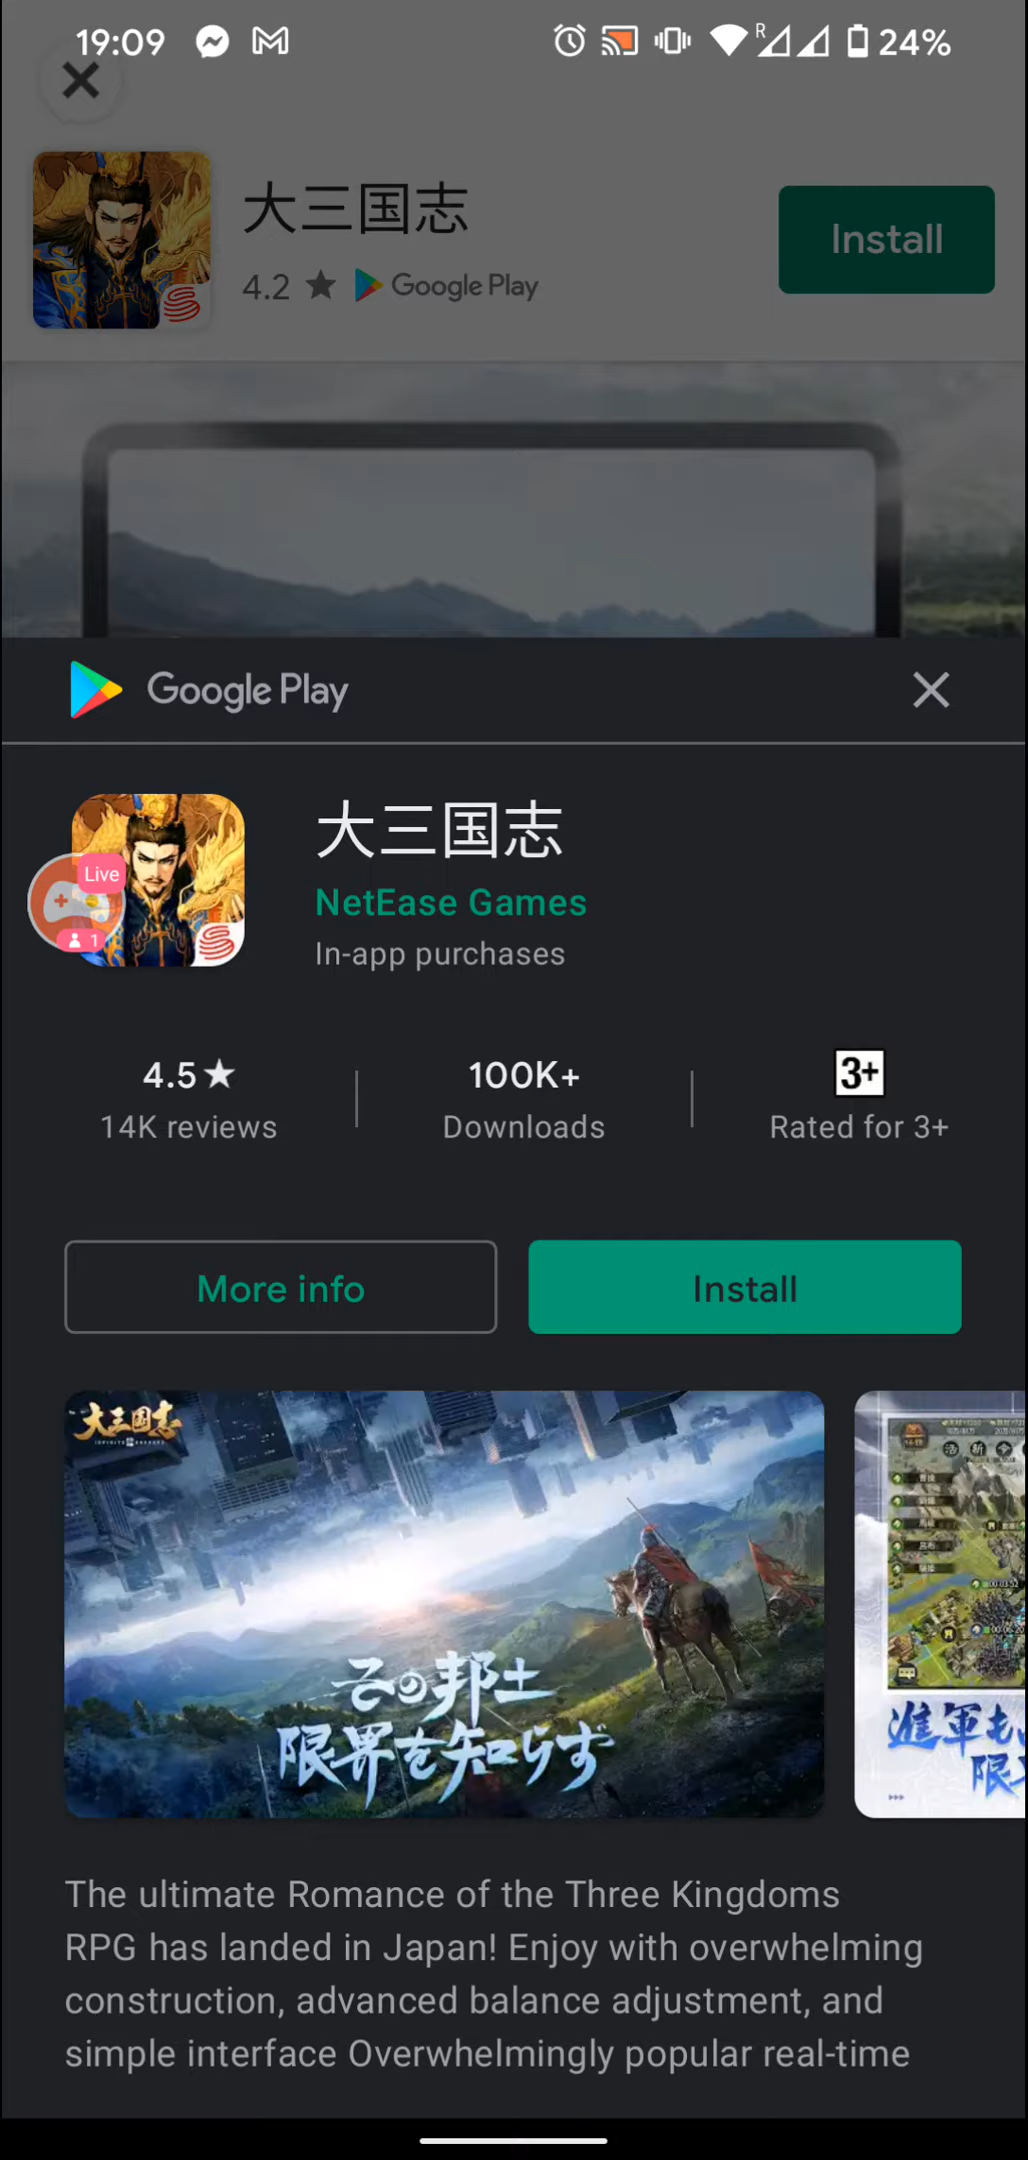 19:09
R
24%
大三国志
4.2 ★ Google Play
Install
Google Play
大三国志
NetEase Games
In-app purchases
Live
1
4.5★
14K reviews
100K+
Downloads
3+
Rated for 3+
More info
Install
大三国志
己の邦土
限界を知らず
進軍も
限
The ultimate Romance of the Three Kingdoms
RPG has landed in Japan! Enjoy with overwhelming
construction, advanced balance adjustment, and
simple interface Overwhelmingly popular real-time